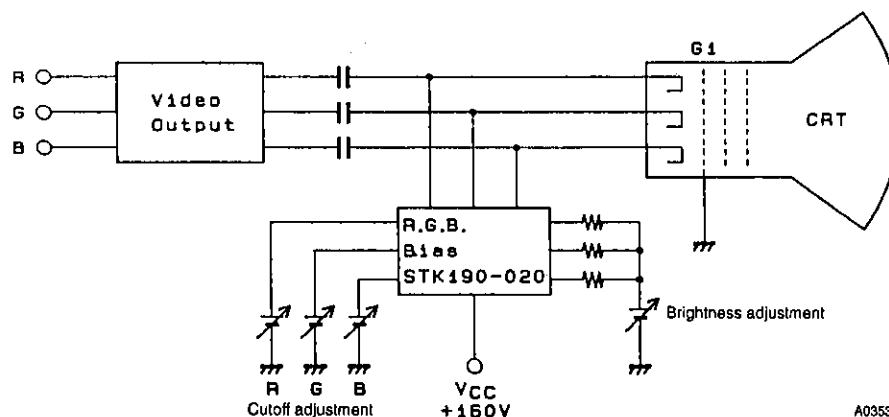 G1
R
G
B
Video
Output
CRT
R.G.B.
Bias
STK190-020
Brightness adjustment
R G B
Cutoff adjustment
VCC
+160V